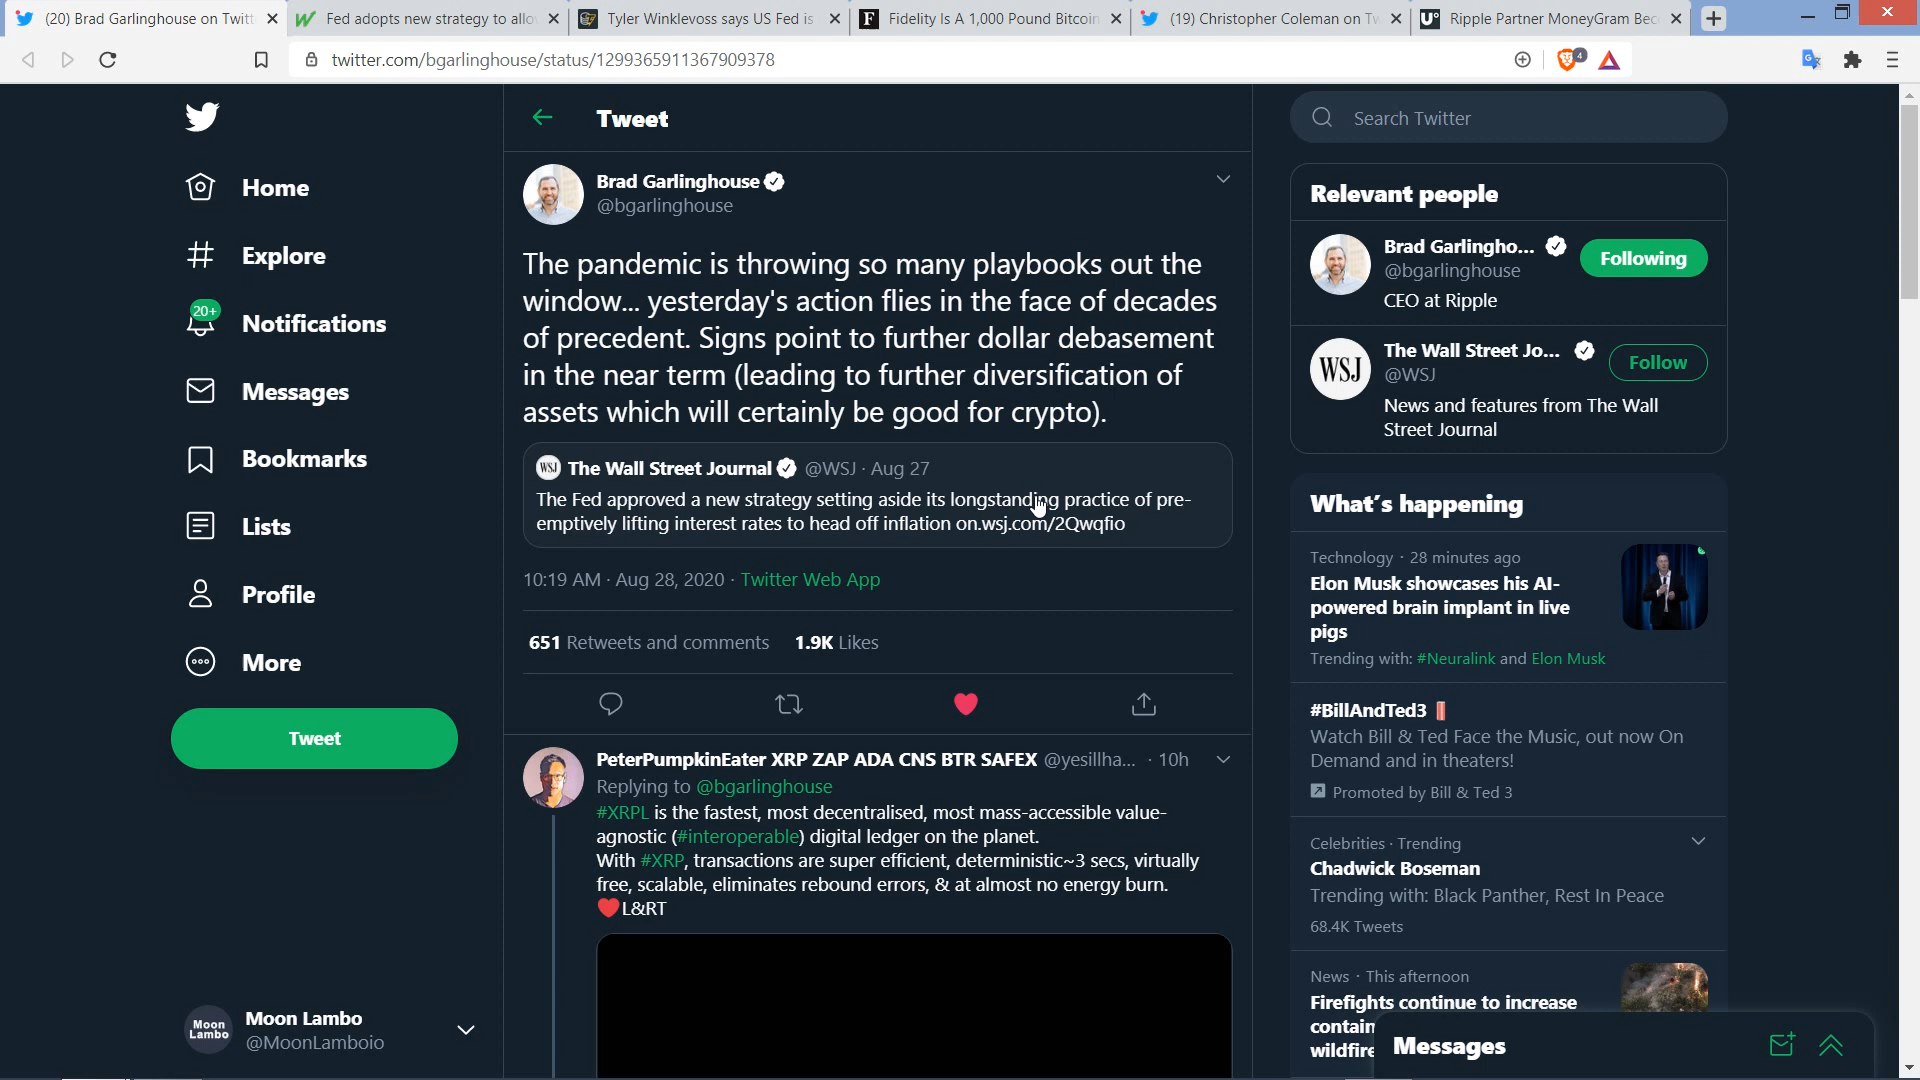 (20) Brad Garlinghouse on Twitt
Fed adopts new strategy to allo
Tyler Winklevoss says US Fed is
Fidelity Is A 1,000 Pound Bitcoin
(19) Christopher Coleman on Tw
Ripple Partner MoneyGram Bec
twitter.com/bgarlinghouse/status/1299365911367909378
4
Home
Explore
20+
Notifications
Messages
Bookmarks
Lists
Profile
More
Tweet
Moon Lambo
Moon Lambo
@MoonLamboio
Tweet
Brad Garlinghouse
@bgarlinghouse
The pandemic is throwing so many playbooks out the
window... yesterday's action flies in the face of decades
of precedent. Signs point to further dollar debasement
in the near term (leading to further diversification of
assets which will certainly be good for crypto).
WSJ The Wall Street Journal @WSJ · Aug 27
The Fed approved a new strategy setting aside its longstanding practice of pre-
emptively lifting interest rates to head off inflation on.wsj.com/2Qwqfio
10:19 AM · Aug 28, 2020 · Twitter Web App
651 Retweets and comments 1.9K Likes
PeterPumpkinEater XRP ZAP ADA CNS BTR SAFEX @yesillha... · 10h
Replying to @bgarlinghouse
#XRPL is the fastest, most decentralised, most mass-accessible value-
agnostic (#interoperable) digital ledger on the planet.
With #XRP, transactions are super efficient, deterministic~3 secs, virtually
free, scalable, eliminates rebound errors, & at almost no energy burn.
❤️L&RT
Search Twitter
Relevant people
Brad Garlingho...
@bgarlinghouse
Following
CEO at Ripple
WSJ
The Wall Street Jo...
@WSJ
Follow
News and features from The Wall
Street Journal
What's happening
Technology · 28 minutes ago
Elon Musk showcases his AI-
powered brain implant in live
pigs
Trending with: #Neuralink and Elon Musk
#BillAndTed3
Watch Bill & Ted Face the Music, out now On
Demand and in theaters!
Promoted by Bill & Ted 3
Celebrities · Trending
Chadwick Boseman
Trending with: Black Panther, Rest In Peace
68.4K Tweets
News · This afternoon
Firefights continue to increase
contain
wildfire
Messages